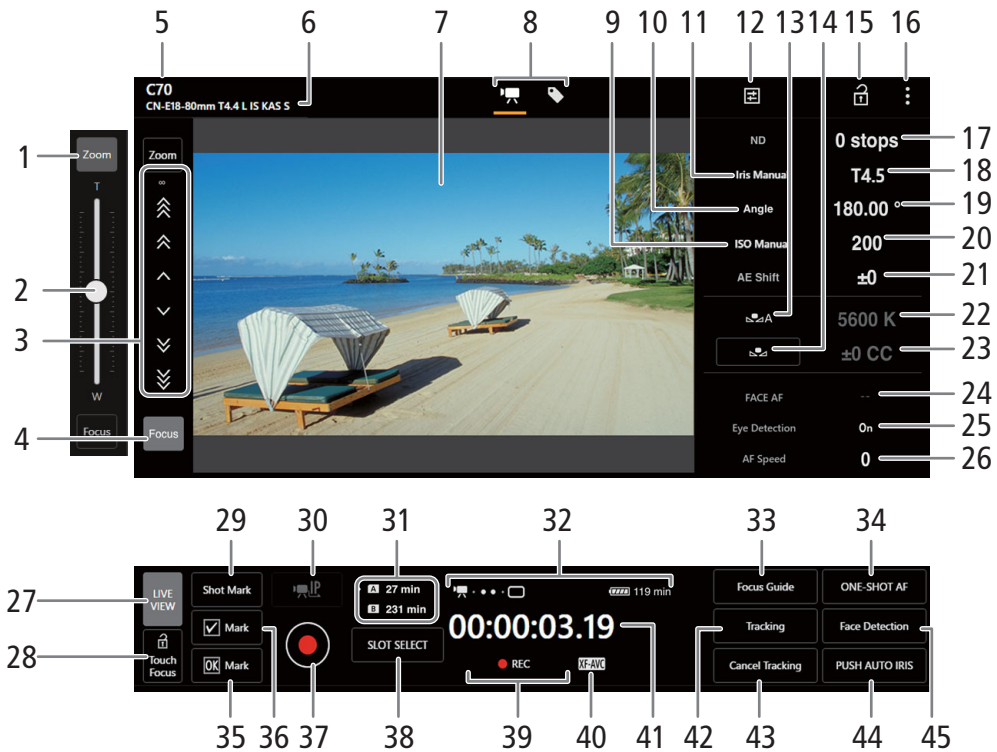 5 6 7 8 9 10 11 12 13 14 15 16
C70
CN-E18-80mm T4.4 L IS KAS S
1 Zoom
T
2
3
W
Focus
Zoom
∞
4 Focus
ND 0 stops 17
Iris Manual T4.5 18
Angle 180.00 ° 19
ISO Manual 200 20
AE Shift ±0 21
A 5600 K 22
±0 CC 23
FACE AF -- 24
Eye Detection On 25
AF Speed 0 26
29 30 31 32 33 34
27 LIVE VIEW
28 Touch Focus
Shot Mark
Mark
OK Mark
IP
A 27 min
B 231 min
SLOT SELECT
119 min
00:00:03.19
REC
XF-AVC
Focus Guide ONE-SHOT AF
Tracking Face Detection
Cancel Tracking PUSH AUTO IRIS
35 36 37 38 39 40 41 42 43 44 45